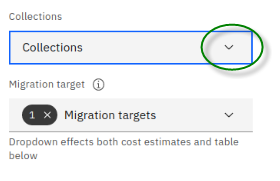 Collections
Collections
Migration target
1 × Migration targets
Dropdown effects both cost estimates and table
below